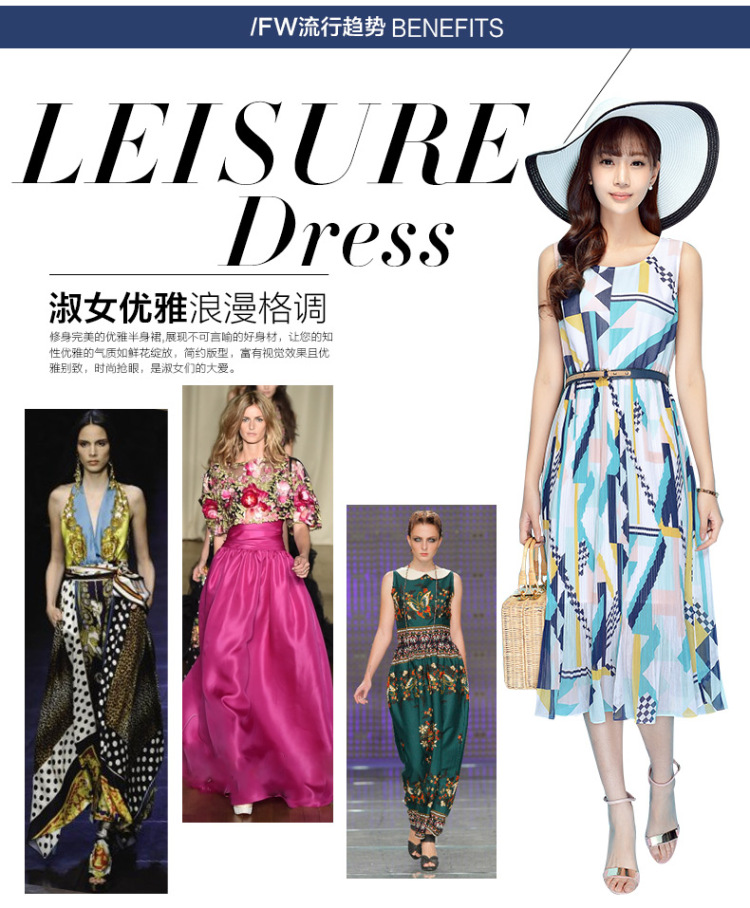 /FW流行趋势 BENEFITS
LEISURE
Dress
淑女优雅浪漫格调
修身完美的优雅半身裙,展现不可言喻的好身材，让您的知
性优雅的气质如鲜花绽放，简约版型，富有视觉效果且优
雅别致，时尚抢眼，是淑女们的大爱。